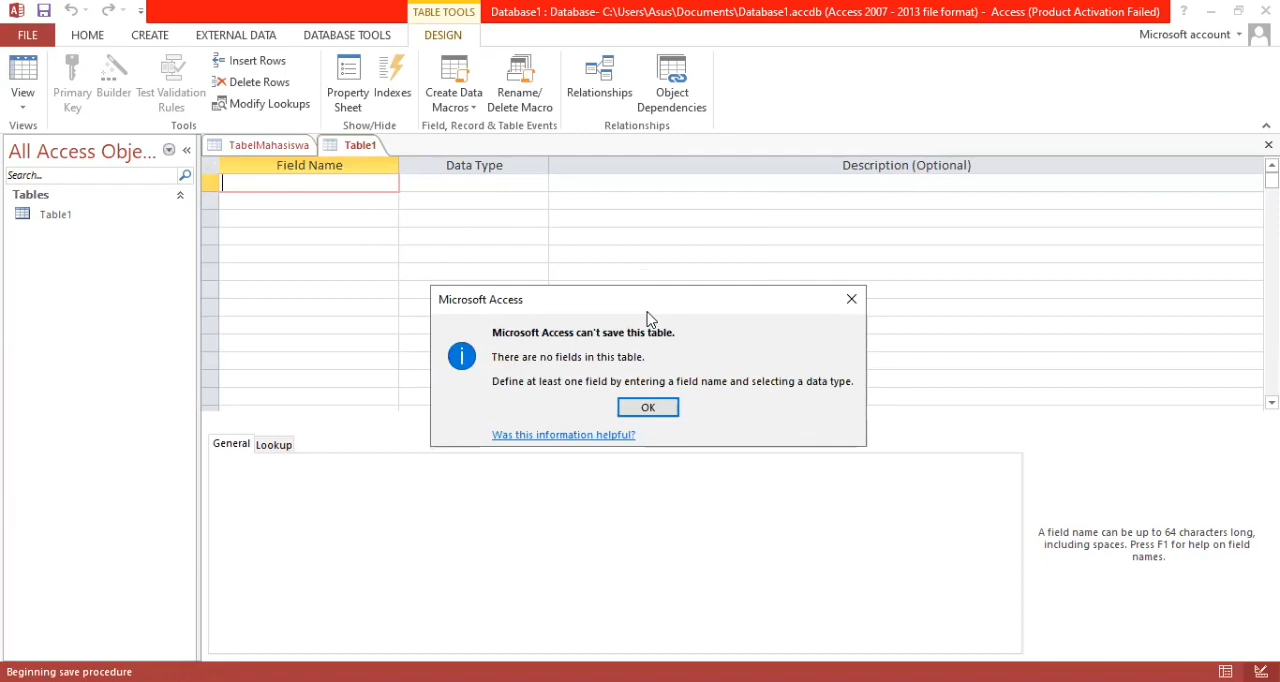 TABLE TOOLS
Database1 : Database- C:\Users\Asus\Documents\Database1.accdb (Access 2007 - 2013 file format) - Access (Product Activation Failed)
FILE HOME CREATE EXTERNAL DATA DATABASE TOOLS DESIGN Microsoft account
View
Primary Key
Builder
Test Validation Rules
Insert Rows
Delete Rows
Modify Lookups
Property Sheet
Indexes
Create Data Macros
Rename/ Delete Macro
Relationships
Object Dependencies
Views Tools Show/Hide Field, Record & Table Events Relationships
All Access Obje...
Search...
Tables
Table1
TabelMahasiswa Table1
Field Name Data Type Description (Optional)
Microsoft Access
Microsoft Access can't save this table.
There are no fields in this table.
Define at least one field by entering a field name and selecting a data type.
OK
Was this information helpful?
General Lookup
A field name can be up to 64 characters long,
including spaces. Press F1 for help on field
names.
Beginning save procedure